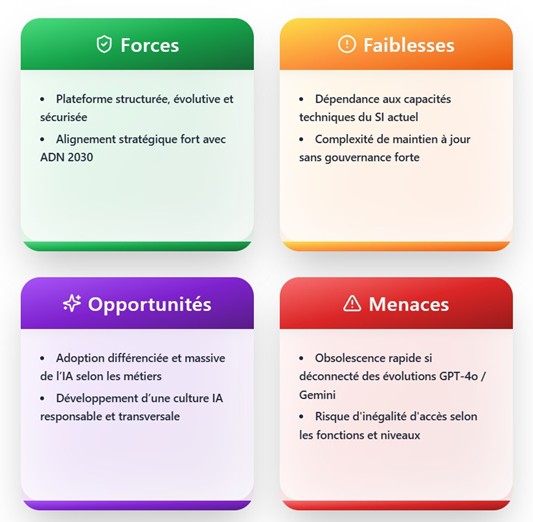 Forces
• Plateforme structurée, évolutive et
sécurisée
• Alignement stratégique fort avec
ADN 2030
Faiblesses
• Dépendance aux capacités
techniques du SI actuel
• Complexité de maintien à jour
sans gouvernance forte
Opportunités
• Adoption différenciée et massive
de l'IA selon les métiers
• Développement d'une culture IA
responsable et transversale
Menaces
• Obsolescence rapide si
déconnecté des évolutions GPT-4o /
Gemini
• Risque d'inégalité d'accès selon
les fonctions et niveaux